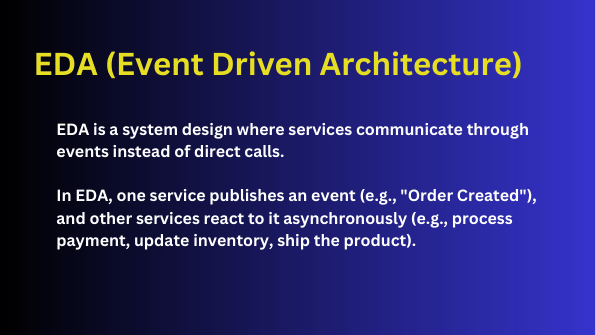 EDA (Event Driven Architecture)
EDA is a system design where services communicate through
events instead of direct calls.
In EDA, one service publishes an event (e.g., "Order Created"),
and other services react to it asynchronously (e.g., process
payment, update inventory, ship the product).